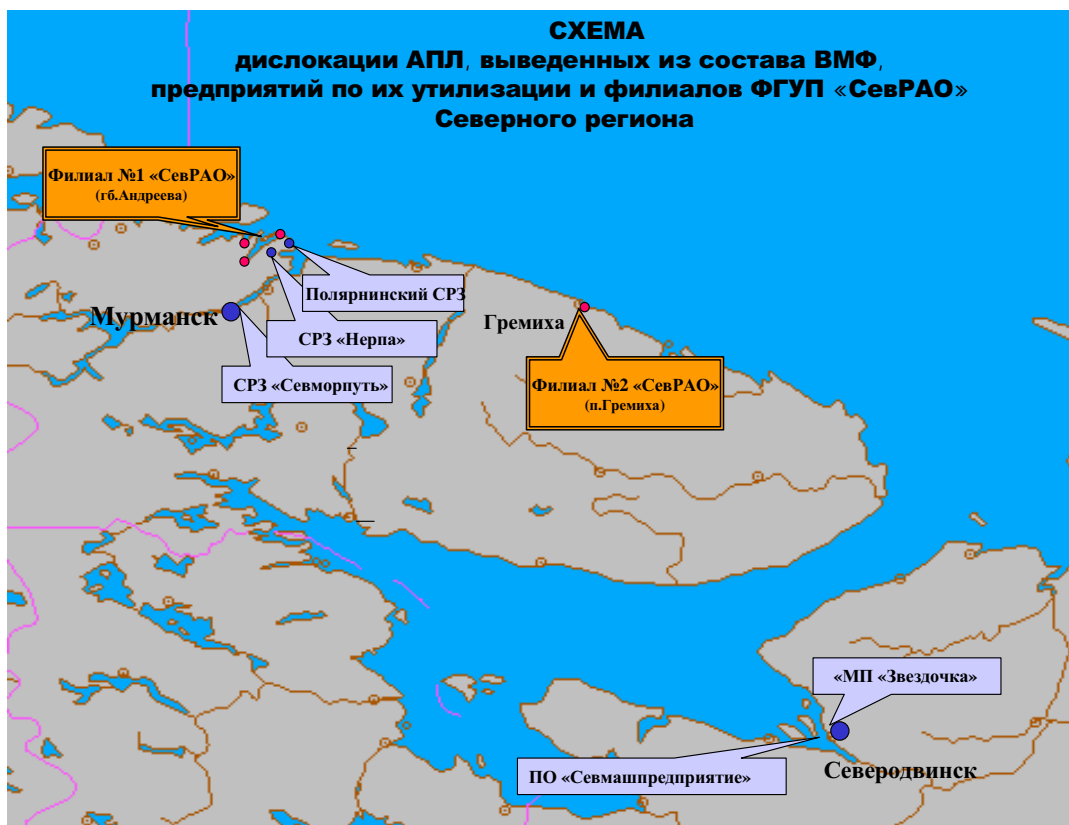 СХЕМА
дислокации АПЛ, выведенных из состава ВМФ,
предприятий по их утилизации и филиалов ФГУП «СевРАО»
Северного региона
Филиал №1 «СевРАО»
(гб.Андреева)
Полярнинский СРЗ
Мурманск
СРЗ «Нерпа»
Гремиха
СРЗ «Севморпуть»
Филиал №2 «СевРАО»
(п.Гремиха)
«МП «Звездочка»
ПО «Севмашпредприятие»
Северодвинск